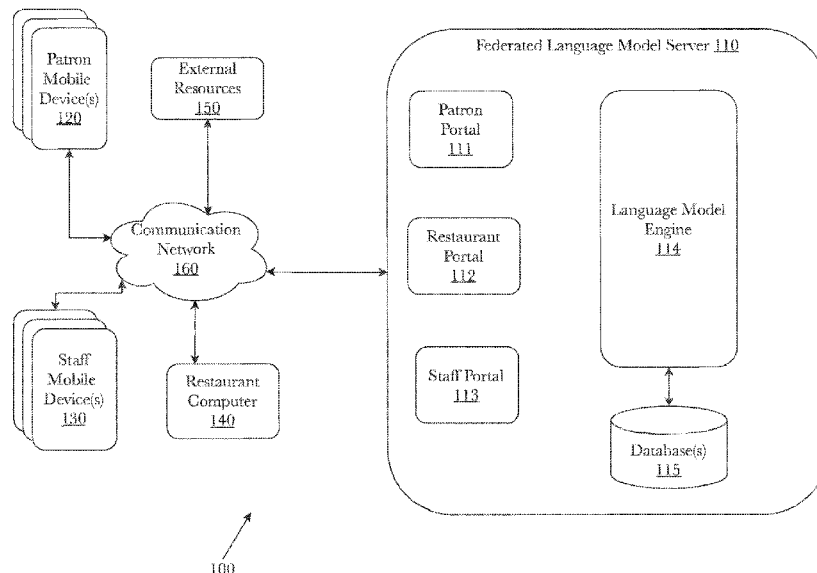 Patron
Mobile
Device(s)
120
External
Resources
150
Communication
Network
160
Staff
Mobile
Device(s)
130
Restaurant
Computer
140
Federated Language Model Server 110
Patron
Portal
111
Restaurant
Portal
112
Staff Portal
113
Language Model
Engine
114
Database(s)
115
100